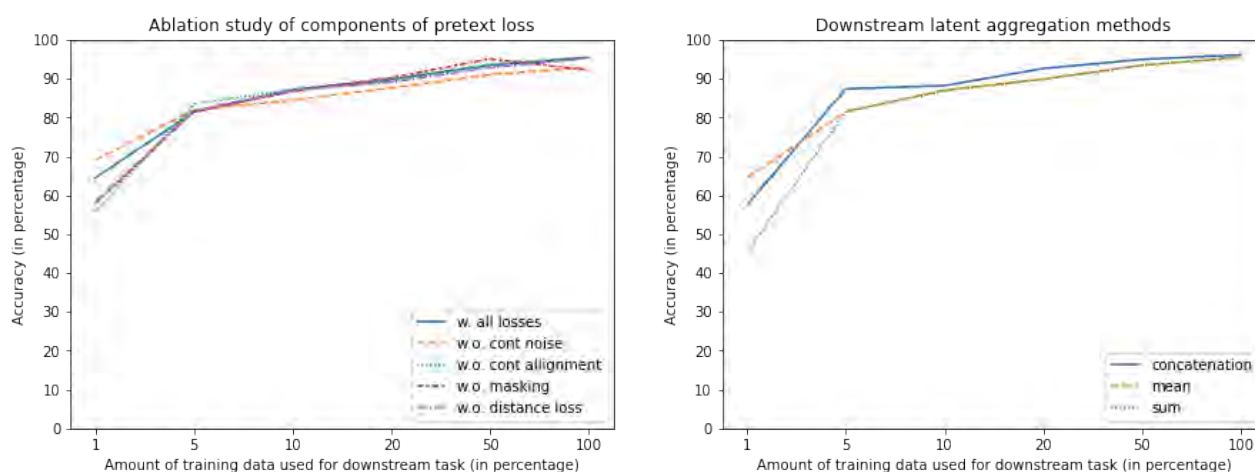 Ablation study of components of pretext loss
100
90
80
70
60
50
40
30
20
10
0
Accuracy (in percentage)
w. all losses
w.o. cont noise
w.o. cont allignment
w.o. masking
w.o. distance loss
1 5 10 20 50 100
Amount of training data used for downstream task (in percentage)
Downstream latent aggregation methods
100
90
80
70
60
50
40
30
20
10
0
Accuracy (in percentage)
concatenation
mean
sum
1 5 10 20 50 100
Amount of training data used for downstream task (in percentage)